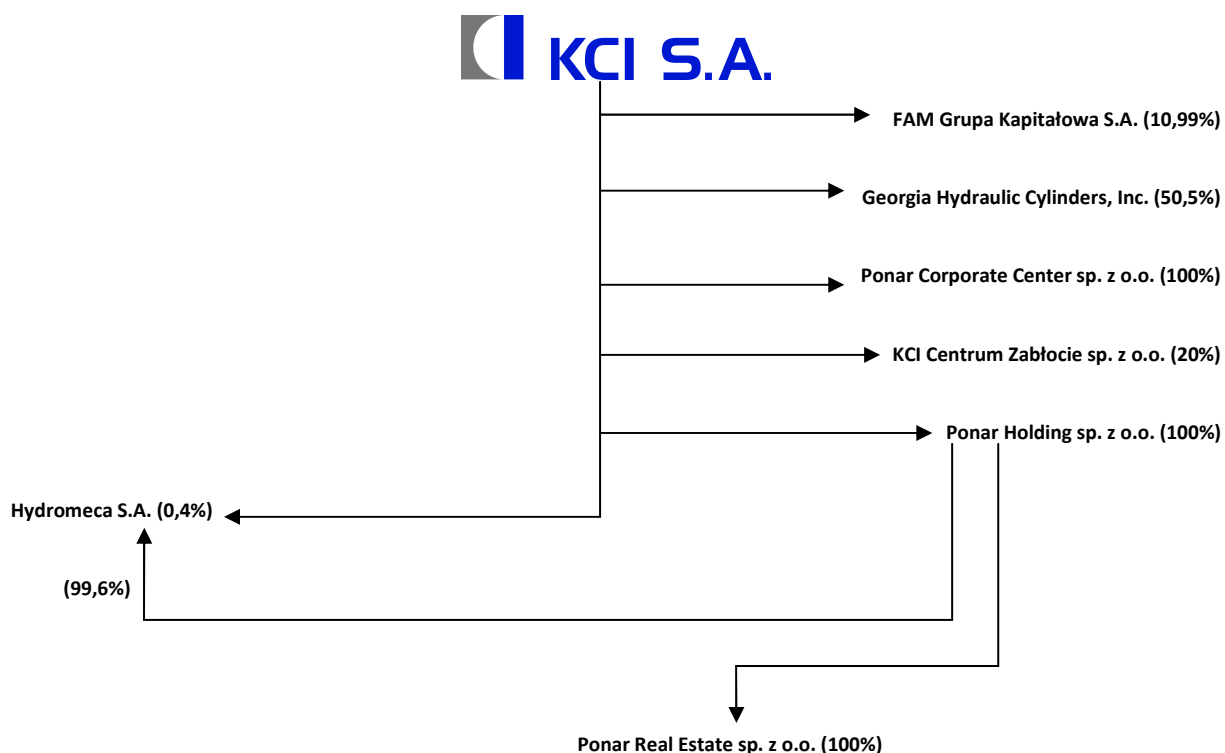 KCI S.A.
FAM Grupa Kapitałowa S.A. (10,99%)
Georgia Hydraulic Cylinders, Inc. (50,5%)
Ponar Corporate Center sp. z o.o. (100%)
KCI Centrum Zabłocie sp. z o.o. (20%)
Ponar Holding sp. z o.o. (100%)
Hydromeca S.A. (0,4%)
(99,6%)
Ponar Real Estate sp. z o.o. (100%)